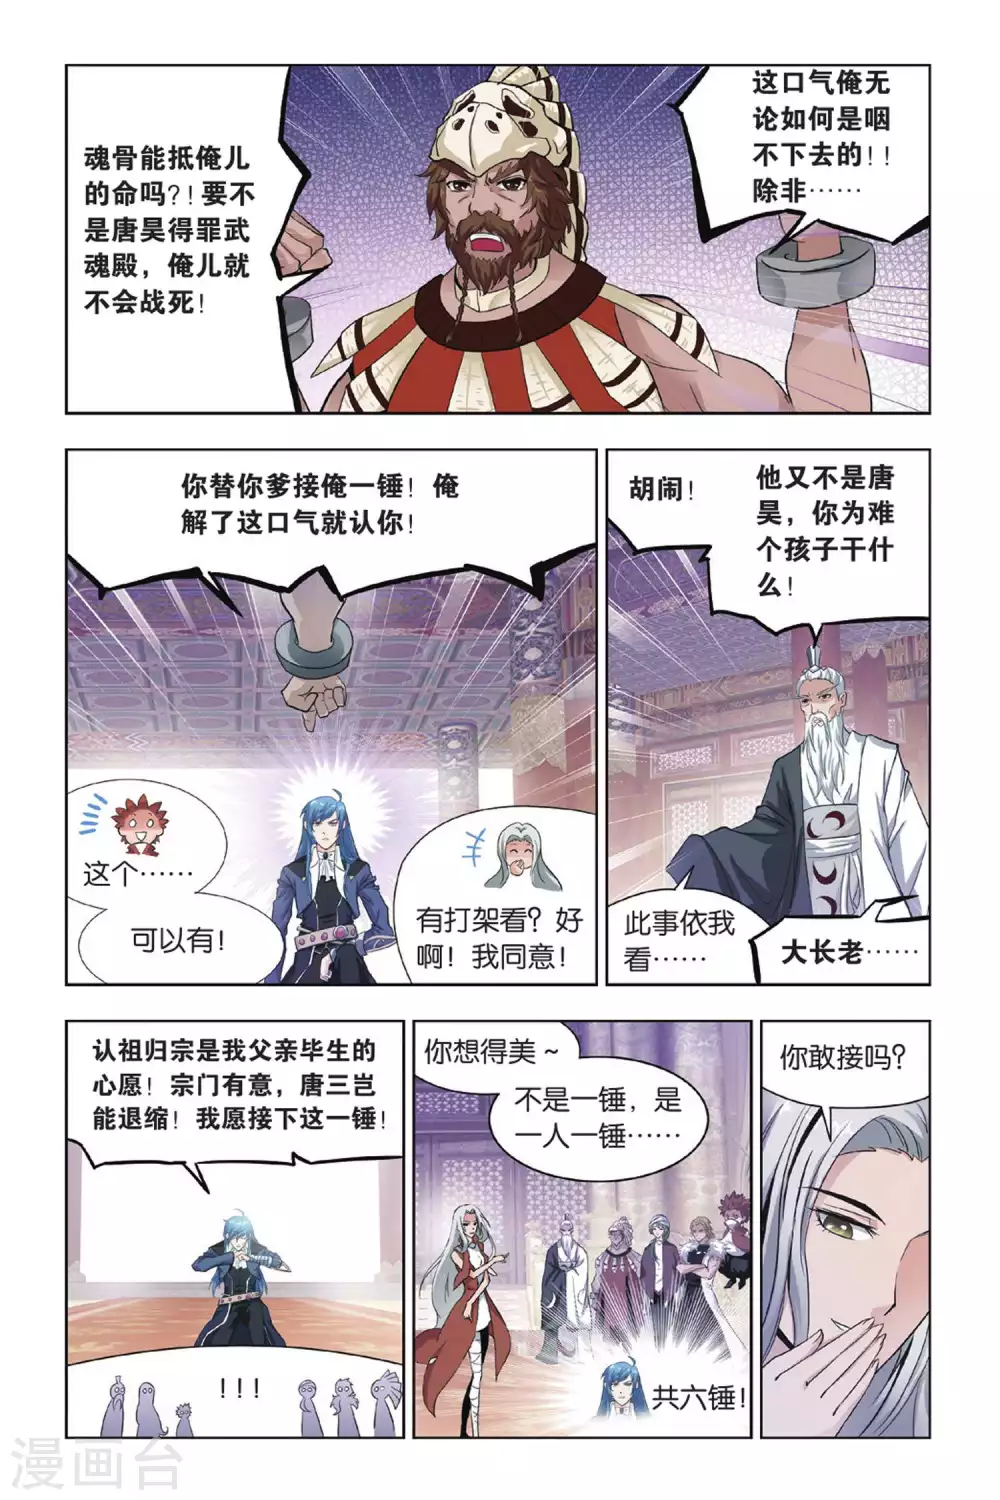 魂骨能抵俺儿
的命吗？！要不
是唐昊得罪武
魂殿，俺儿就
不会战死！
这口气俺无
论如何是咽
不下去的！！
除非……
你替你爹接俺一锤！俺
解了这口气就认你！
这个……
可以有！
有打架看？好
啊！我同意！
胡闹！
他又不是唐
昊，你为难
个孩子干什
么！
此事依我
看……
大长老……
认祖归宗是我父亲毕生的
心愿！宗门有意，唐三岂
能退缩！我愿接下这一锤！
！！！
你想得美~
不是一锤，是
一人一锤……
共六锤！
你敢接吗？
漫画台